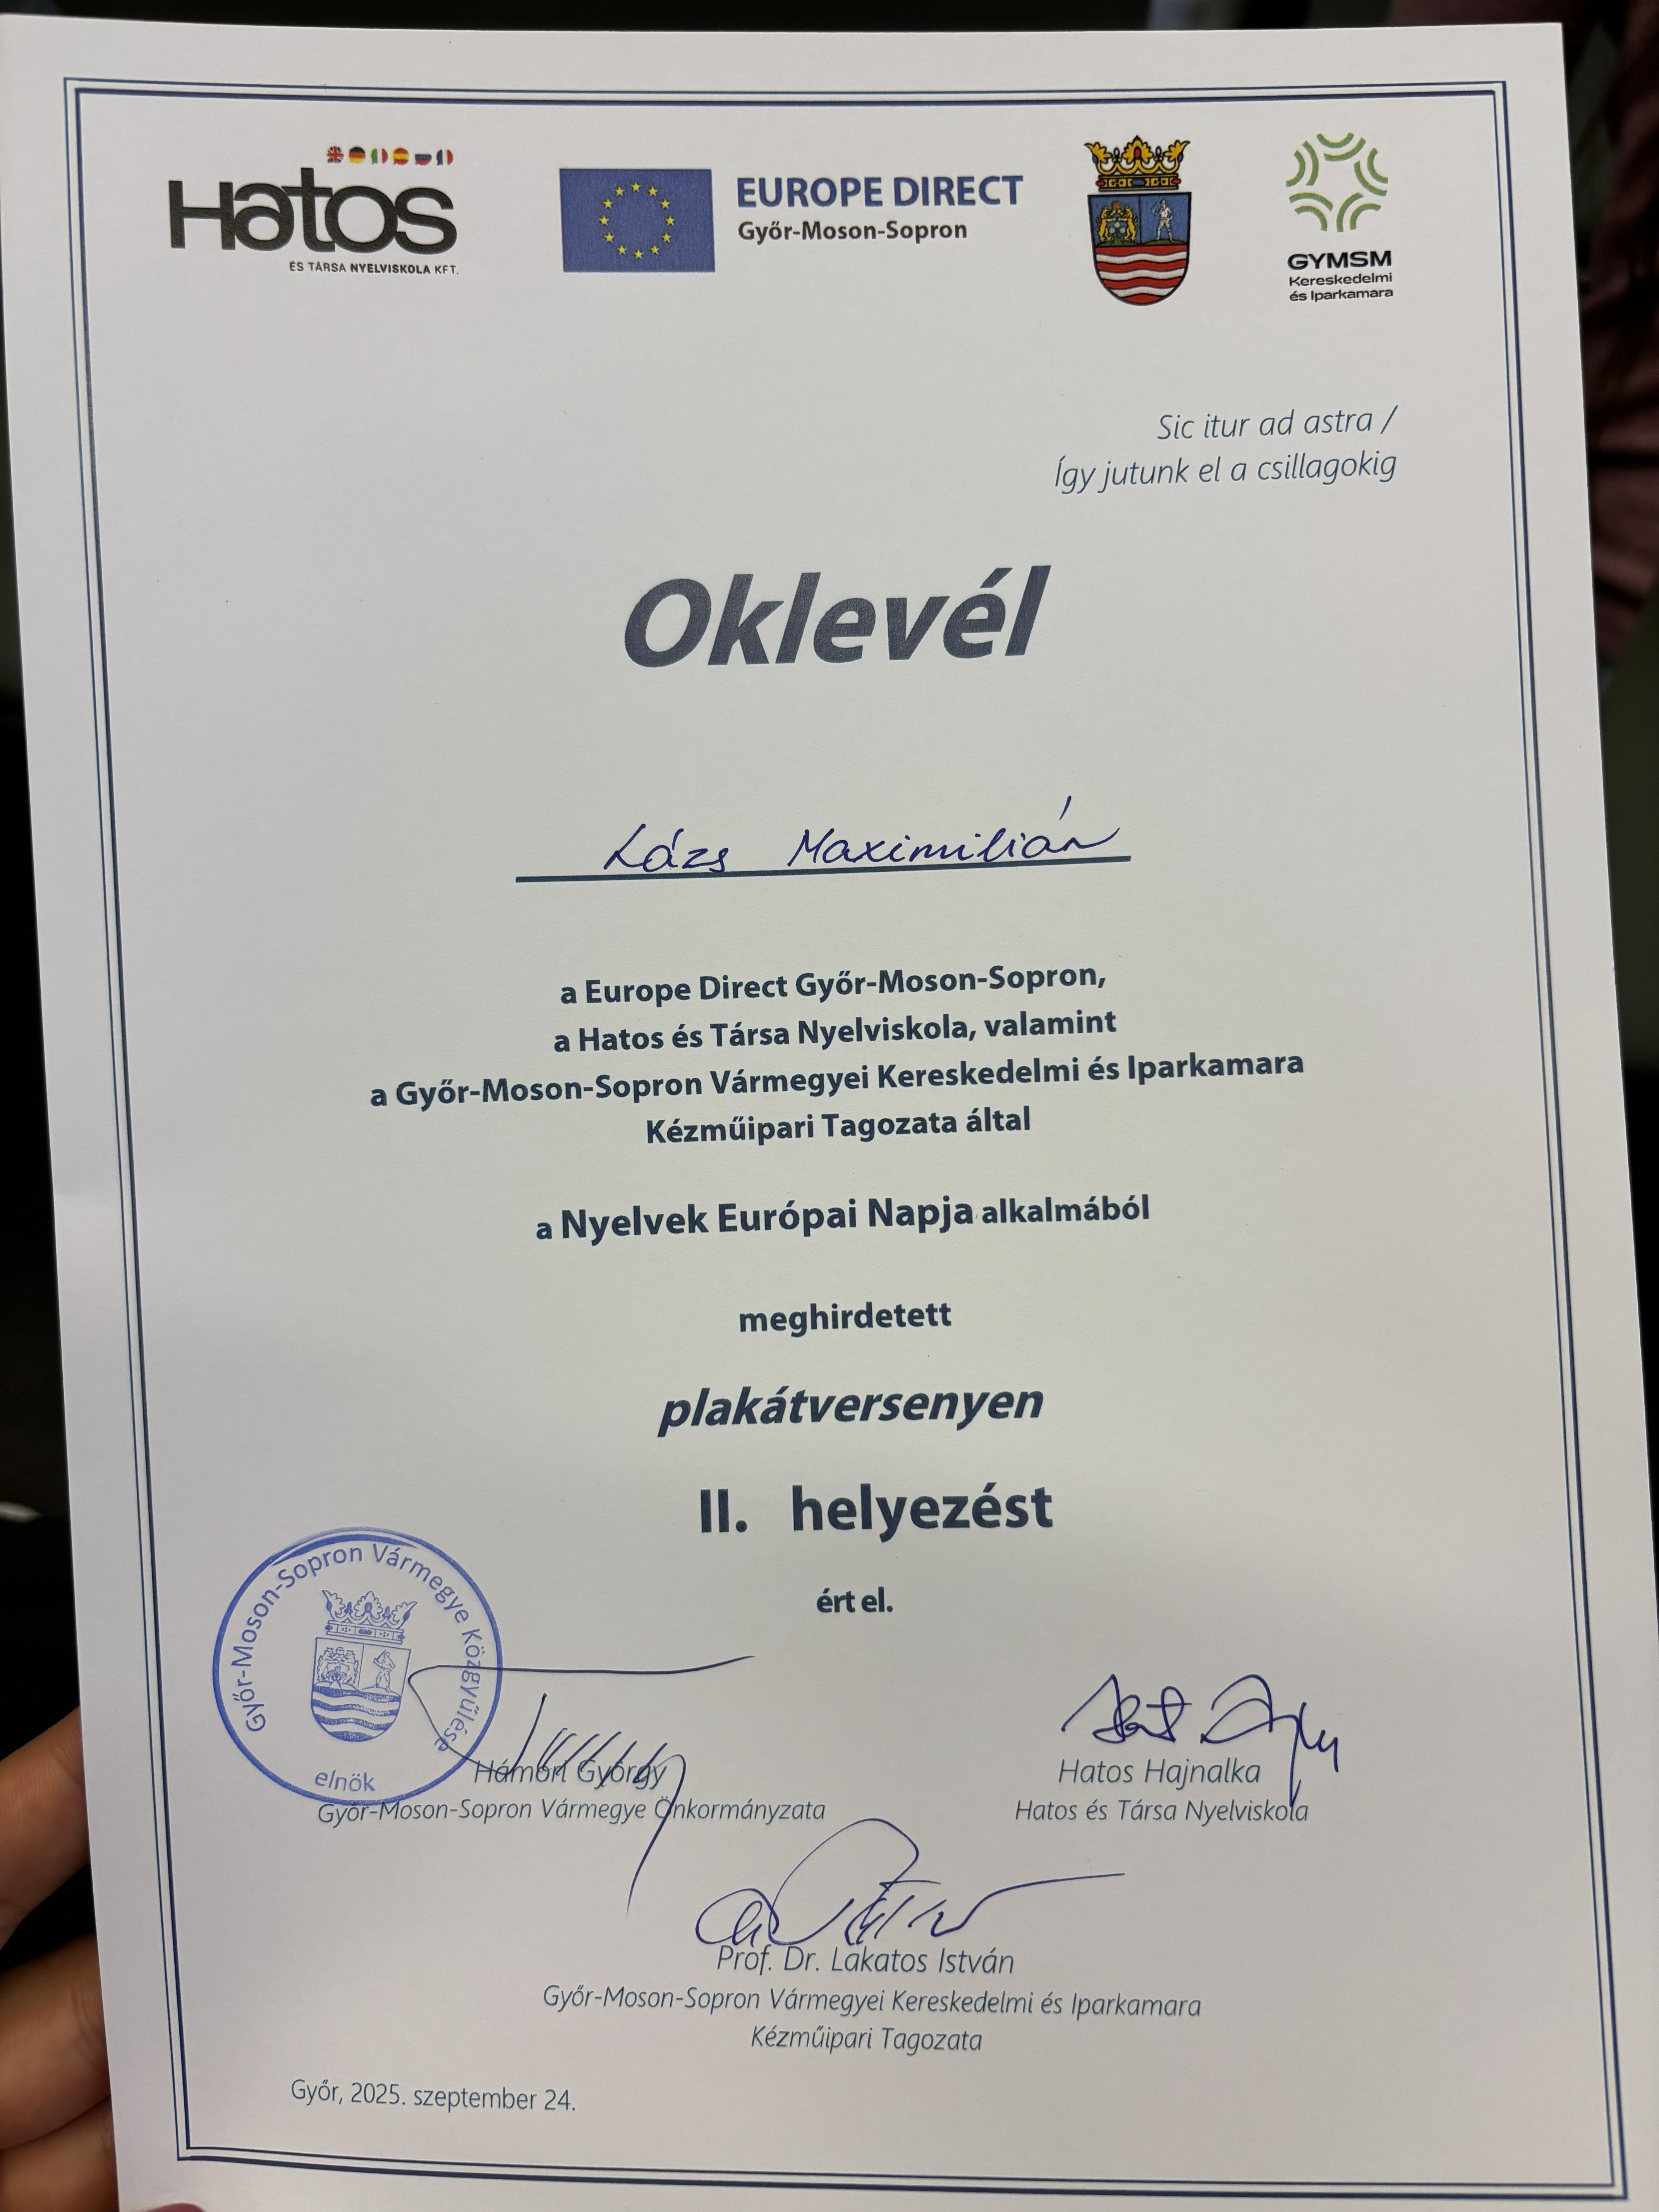 Hatos
ÉS TÁRSA NYELVISKOLA KFT.
EUROPE DIRECT
Győr-Moson-Sopron
GYMSM
Kereskedelmi
és Iparkamara
Sic itur ad astra /
Így jutunk el a csillagokig
Oklevél
Lázs Maximilián
a Europe Direct Győr-Moson-Sopron,
a Hatos és Társa Nyelviskola, valamint
a Győr-Moson-Sopron Vármegyei Kereskedelmi és Iparkamara
Kézműipari Tagozata által
a Nyelvek Európai Napja alkalmából
meghirdetett
plakátversenyen
II. helyezést
ért el.
Győr-Moson-Sopron Vármegye Közgyűlése
elnök
Hámori György
Győr-Moson-Sopron Vármegye Önkormányzata
Hatos Hajnalka
Hatos és Társa Nyelviskola
Prof. Dr. Lakatos István
Győr-Moson-Sopron Vármegyei Kereskedelmi és Iparkamara
Kézműipari Tagozata
Győr, 2025. szeptember 24.